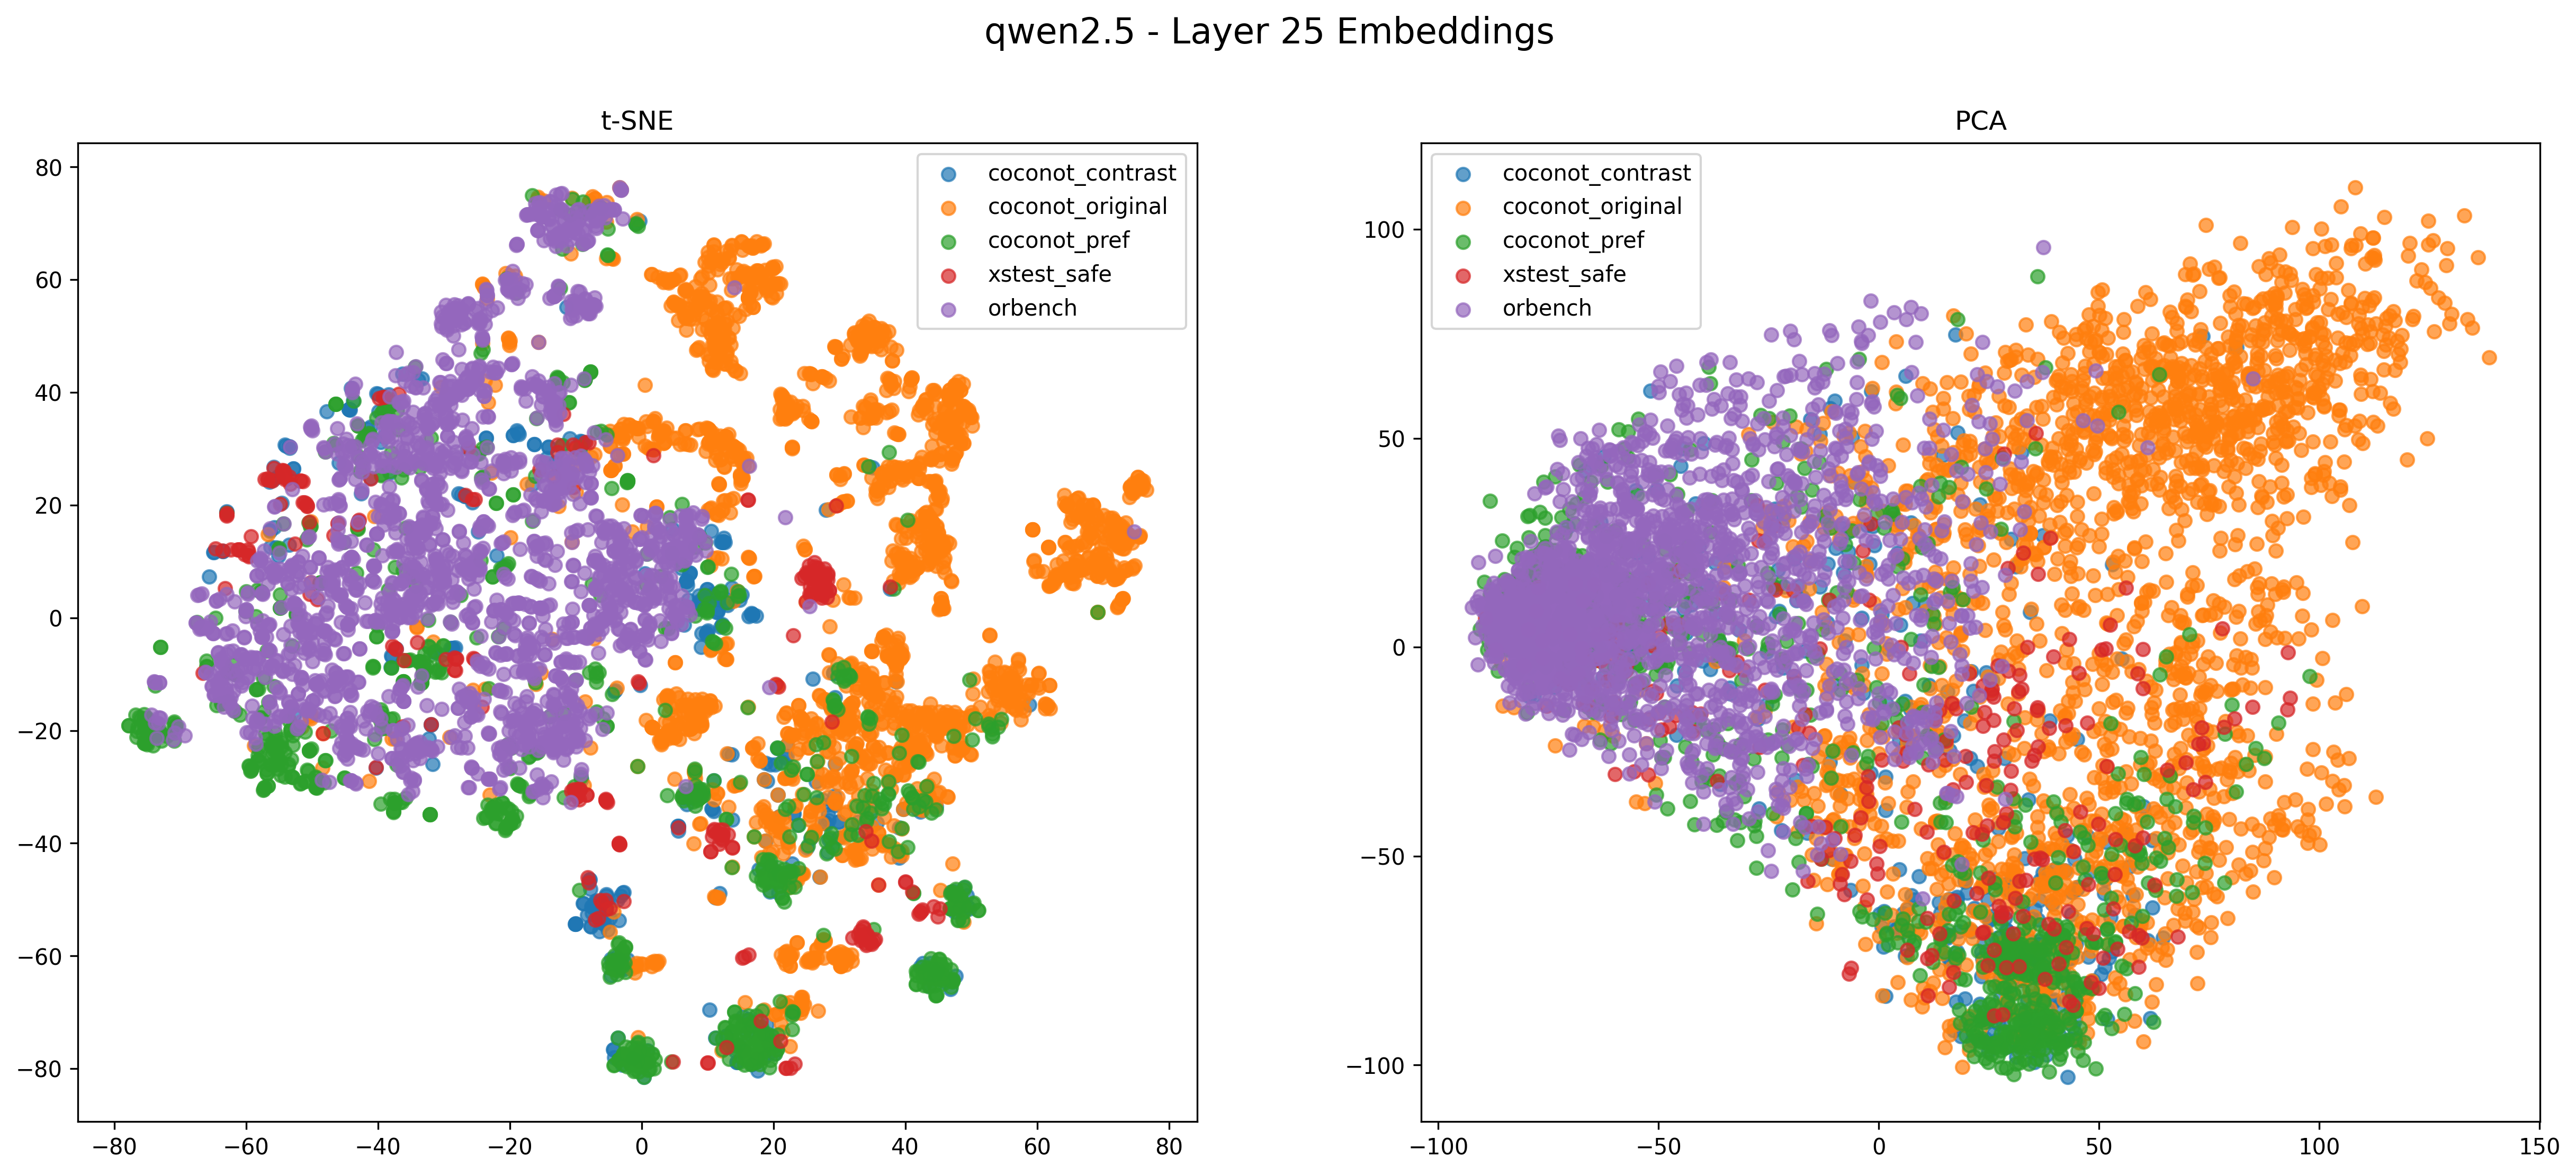 qwen2.5 - Layer 25 Embeddings
t-SNE
coconot_contrast
coconot_original
coconot_pref
xstest_safe
orbench
80
60
40
20
0
−20
−40
−60
−80
−80 −60 −40 −20 0 20 40 60 80
PCA
coconot_contrast
coconot_original
coconot_pref
xstest_safe
orbench
100
50
0
−50
−100
−100 −50 0 50 100 150